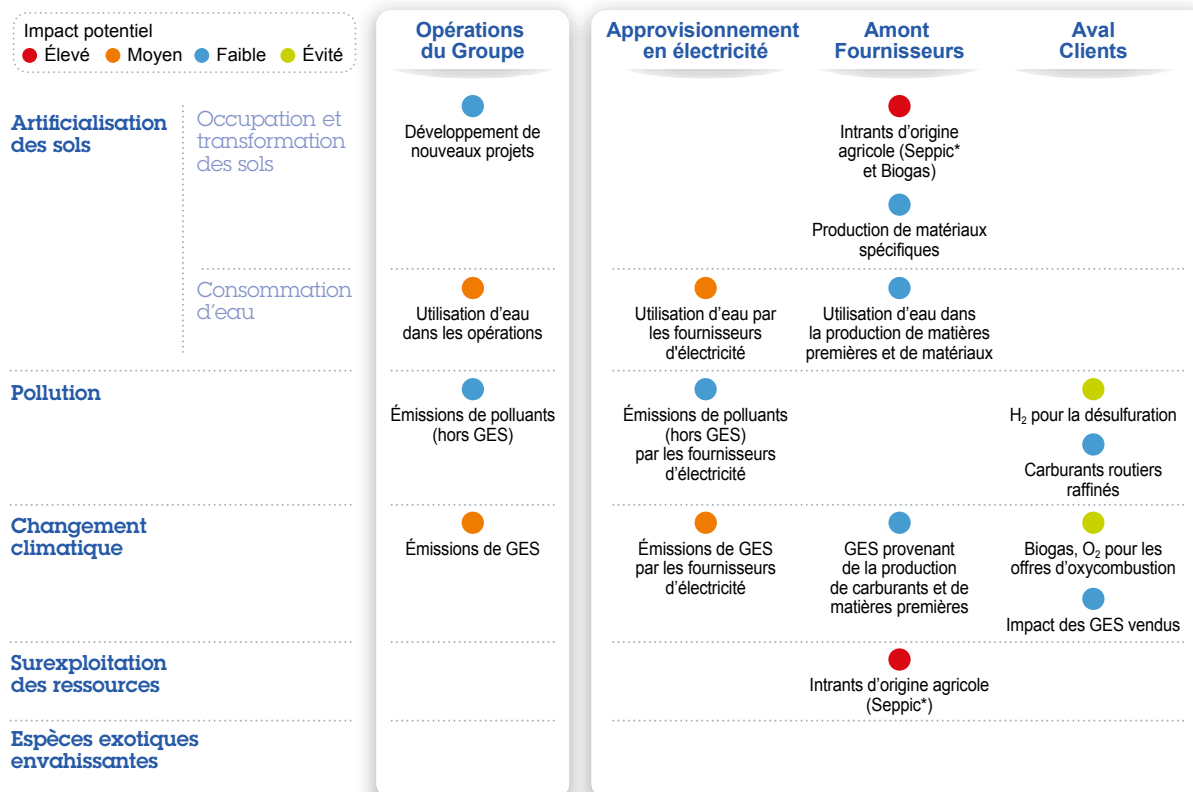 Impact potentiel
Élevé Moyen Faible Évité
Opérations
du Groupe
Approvisionnement
en électricité
Amont
Fournisseurs
Aval
Clients
Artificialisation
des sols
Occupation et
transformation
des sols
Développement de
nouveaux projets
Intrants d'origine
agricole (Seppic*
et Biogas)
Production de matériaux
spécifiques
Consommation
d'eau
Utilisation d'eau
dans les opérations
Utilisation d'eau par
les fournisseurs
d'électricité
Utilisation d'eau dans
la production de matières
premières et de matériaux
Pollution
Émissions de polluants
(hors GES)
Émissions de polluants
(hors GES)
par les fournisseurs
d'électricité
H₂ pour la désulfuration
Carburants routiers
raffinés
Changement
climatique
Émissions de GES
Émissions de GES
par les fournisseurs
d'électricité
GES provenant
de la production
de carburants et de
matières premières
Biogas, O₂ pour les
offres d'oxycombustion
Impact des GES vendus
Surexploitation
des ressources
Intrants d'origine agricole
(Seppic*)
Espèces exotiques
envahissantes